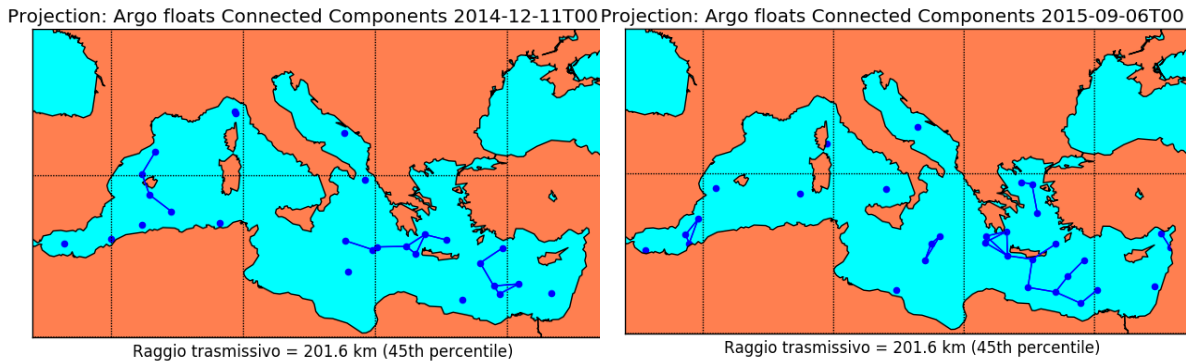 Projection: Argo floats Connected Components 2014-12-11T00
Projection: Argo floats Connected Components 2015-09-06T00
Raggio trasmissivo = 201.6 km (45th percentile)
Raggio trasmissivo = 201.6 km (45th percentile)